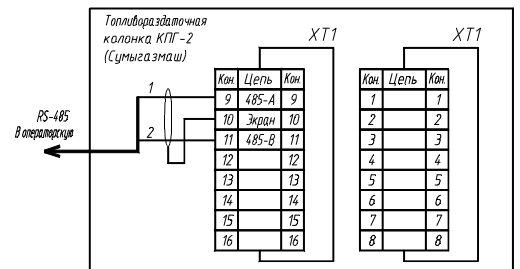 Топливораздаточная
колонка КПГ-2
(Сумыгазмаш)
RS-485
В операторскую
1
2
XT1
Кон. Цепь Кон.
9 485-А 9
10 Экран 10
11 485-В 11
12 12
13 13
14 14
15 15
16 16
XT1
Кон. Цепь Кон.
1 1
2 2
3 3
4 4
5 5
6 6
7 7
8 8